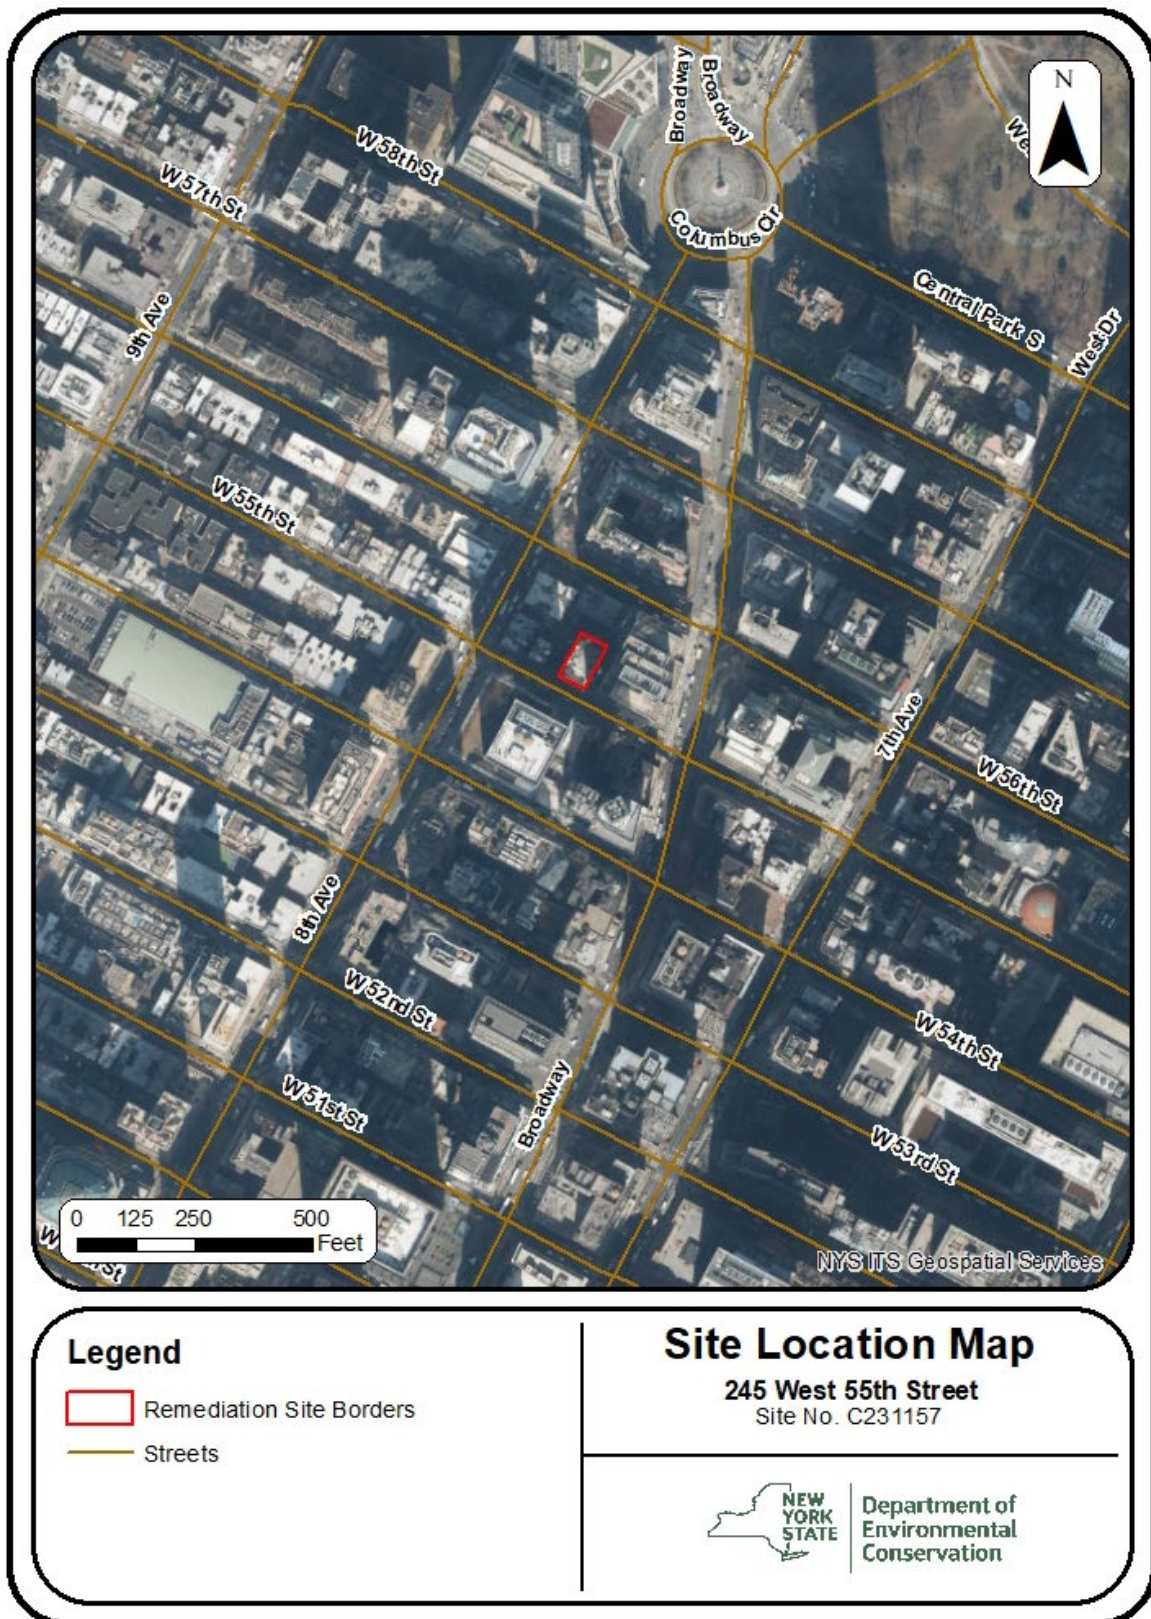 Broadway
Broadway
N
We
W 58th St
W 57th St
Columbus Cir
Central Park S
West Dr
9th Ave
W 55th St
7th Ave
W 56th St
8th Ave
W 52nd St
W 54th St
W 51st St
Broadway
W 53rd St
0 125 250 500
Feet
W
St
NYS ITS Geospatial Services
Legend
Remediation Site Borders
Streets
Site Location Map
245 West 55th Street
Site No. C231157
NEW
YORK
STATE
Department of
Environmental
Conservation